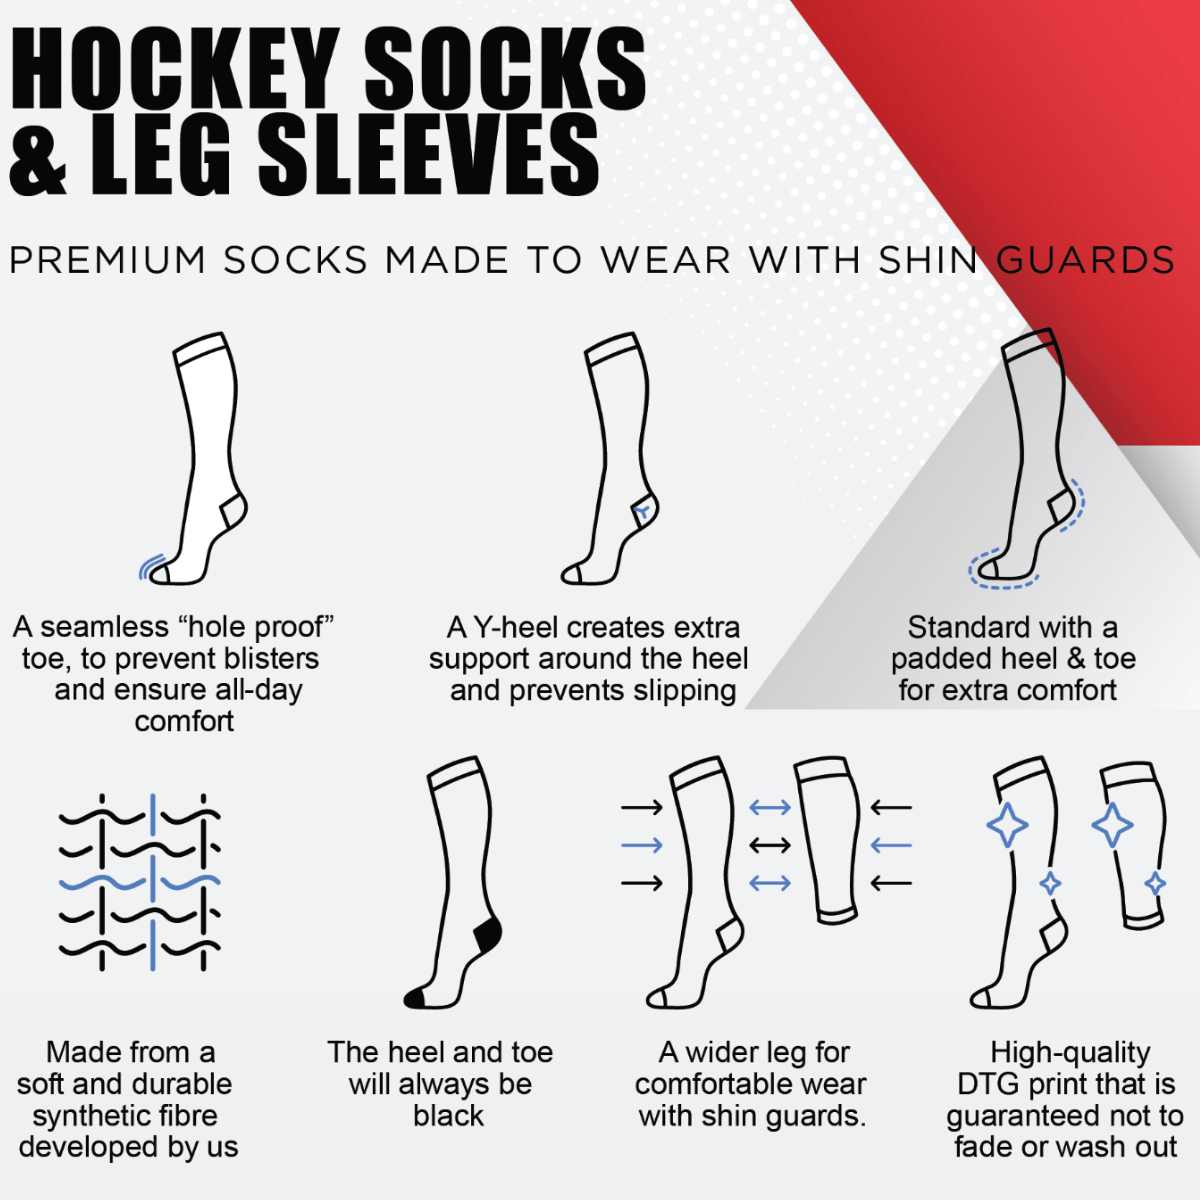 HOCKEY SOCKS
& LEG SLEEVES
PREMIUM SOCKS MADE TO WEAR WITH SHIN GUARDS
A seamless “hole proof”
toe, to prevent blisters
and ensure all-day
comfort
A Y-heel creates extra
support around the heel
and prevents slipping
Standard with a
padded heel & toe
for extra comfort
Made from a
soft and durable
synthetic fibre
developed by us
The heel and toe
will always be
black
A wider leg for
comfortable wear
with shin guards.
High-quality
DTG print that is
guaranteed not to
fade or wash out